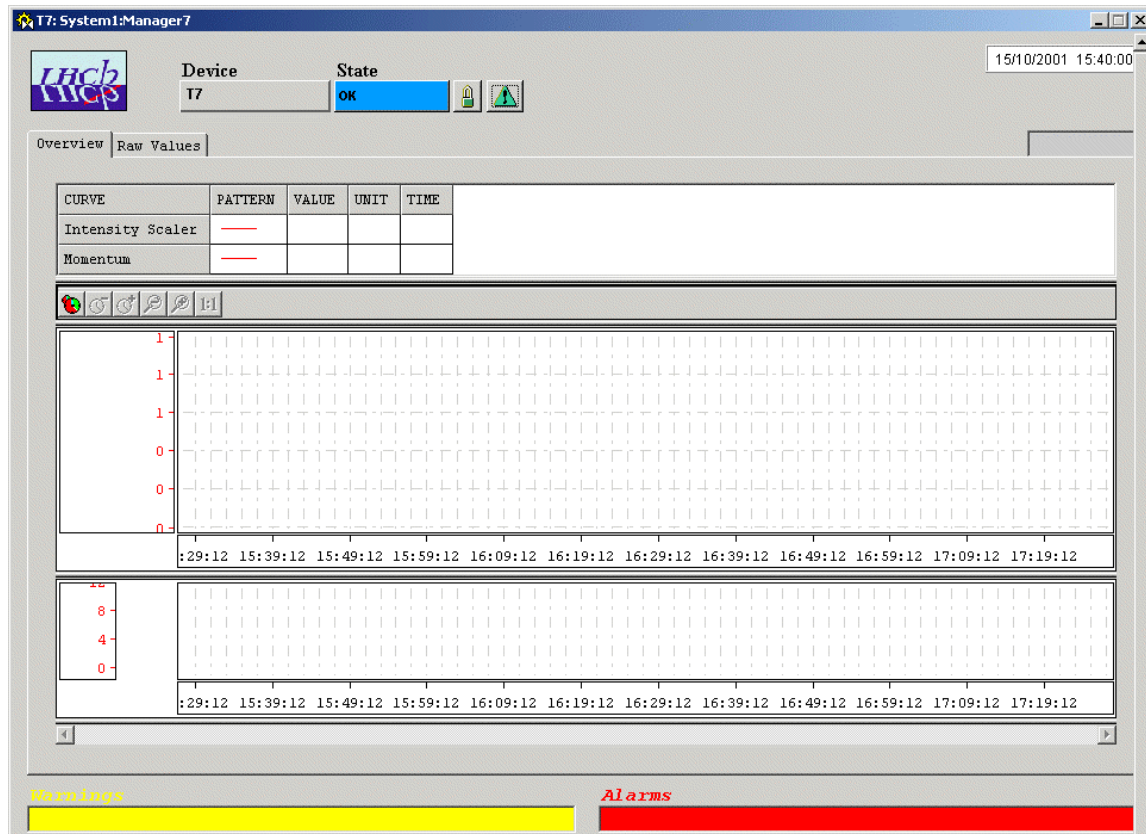 T7: System1:Manager7
LHCb
LHCb
15/10/2001 15:40:00
Device State
T7 OK
Overview Raw Values
CURVE PATTERN VALUE UNIT TIME
Intensity Scaler
Momentum
1:1
1
1
1
0
0
0
:29:12 15:39:12 15:49:12 15:59:12 16:09:12 16:19:12 16:29:12 16:39:12 16:49:12 16:59:12 17:09:12 17:19:12
12
8
4
0
:29:12 15:39:12 15:49:12 15:59:12 16:09:12 16:19:12 16:29:12 16:39:12 16:49:12 16:59:12 17:09:12 17:19:12
Warnings Alarms